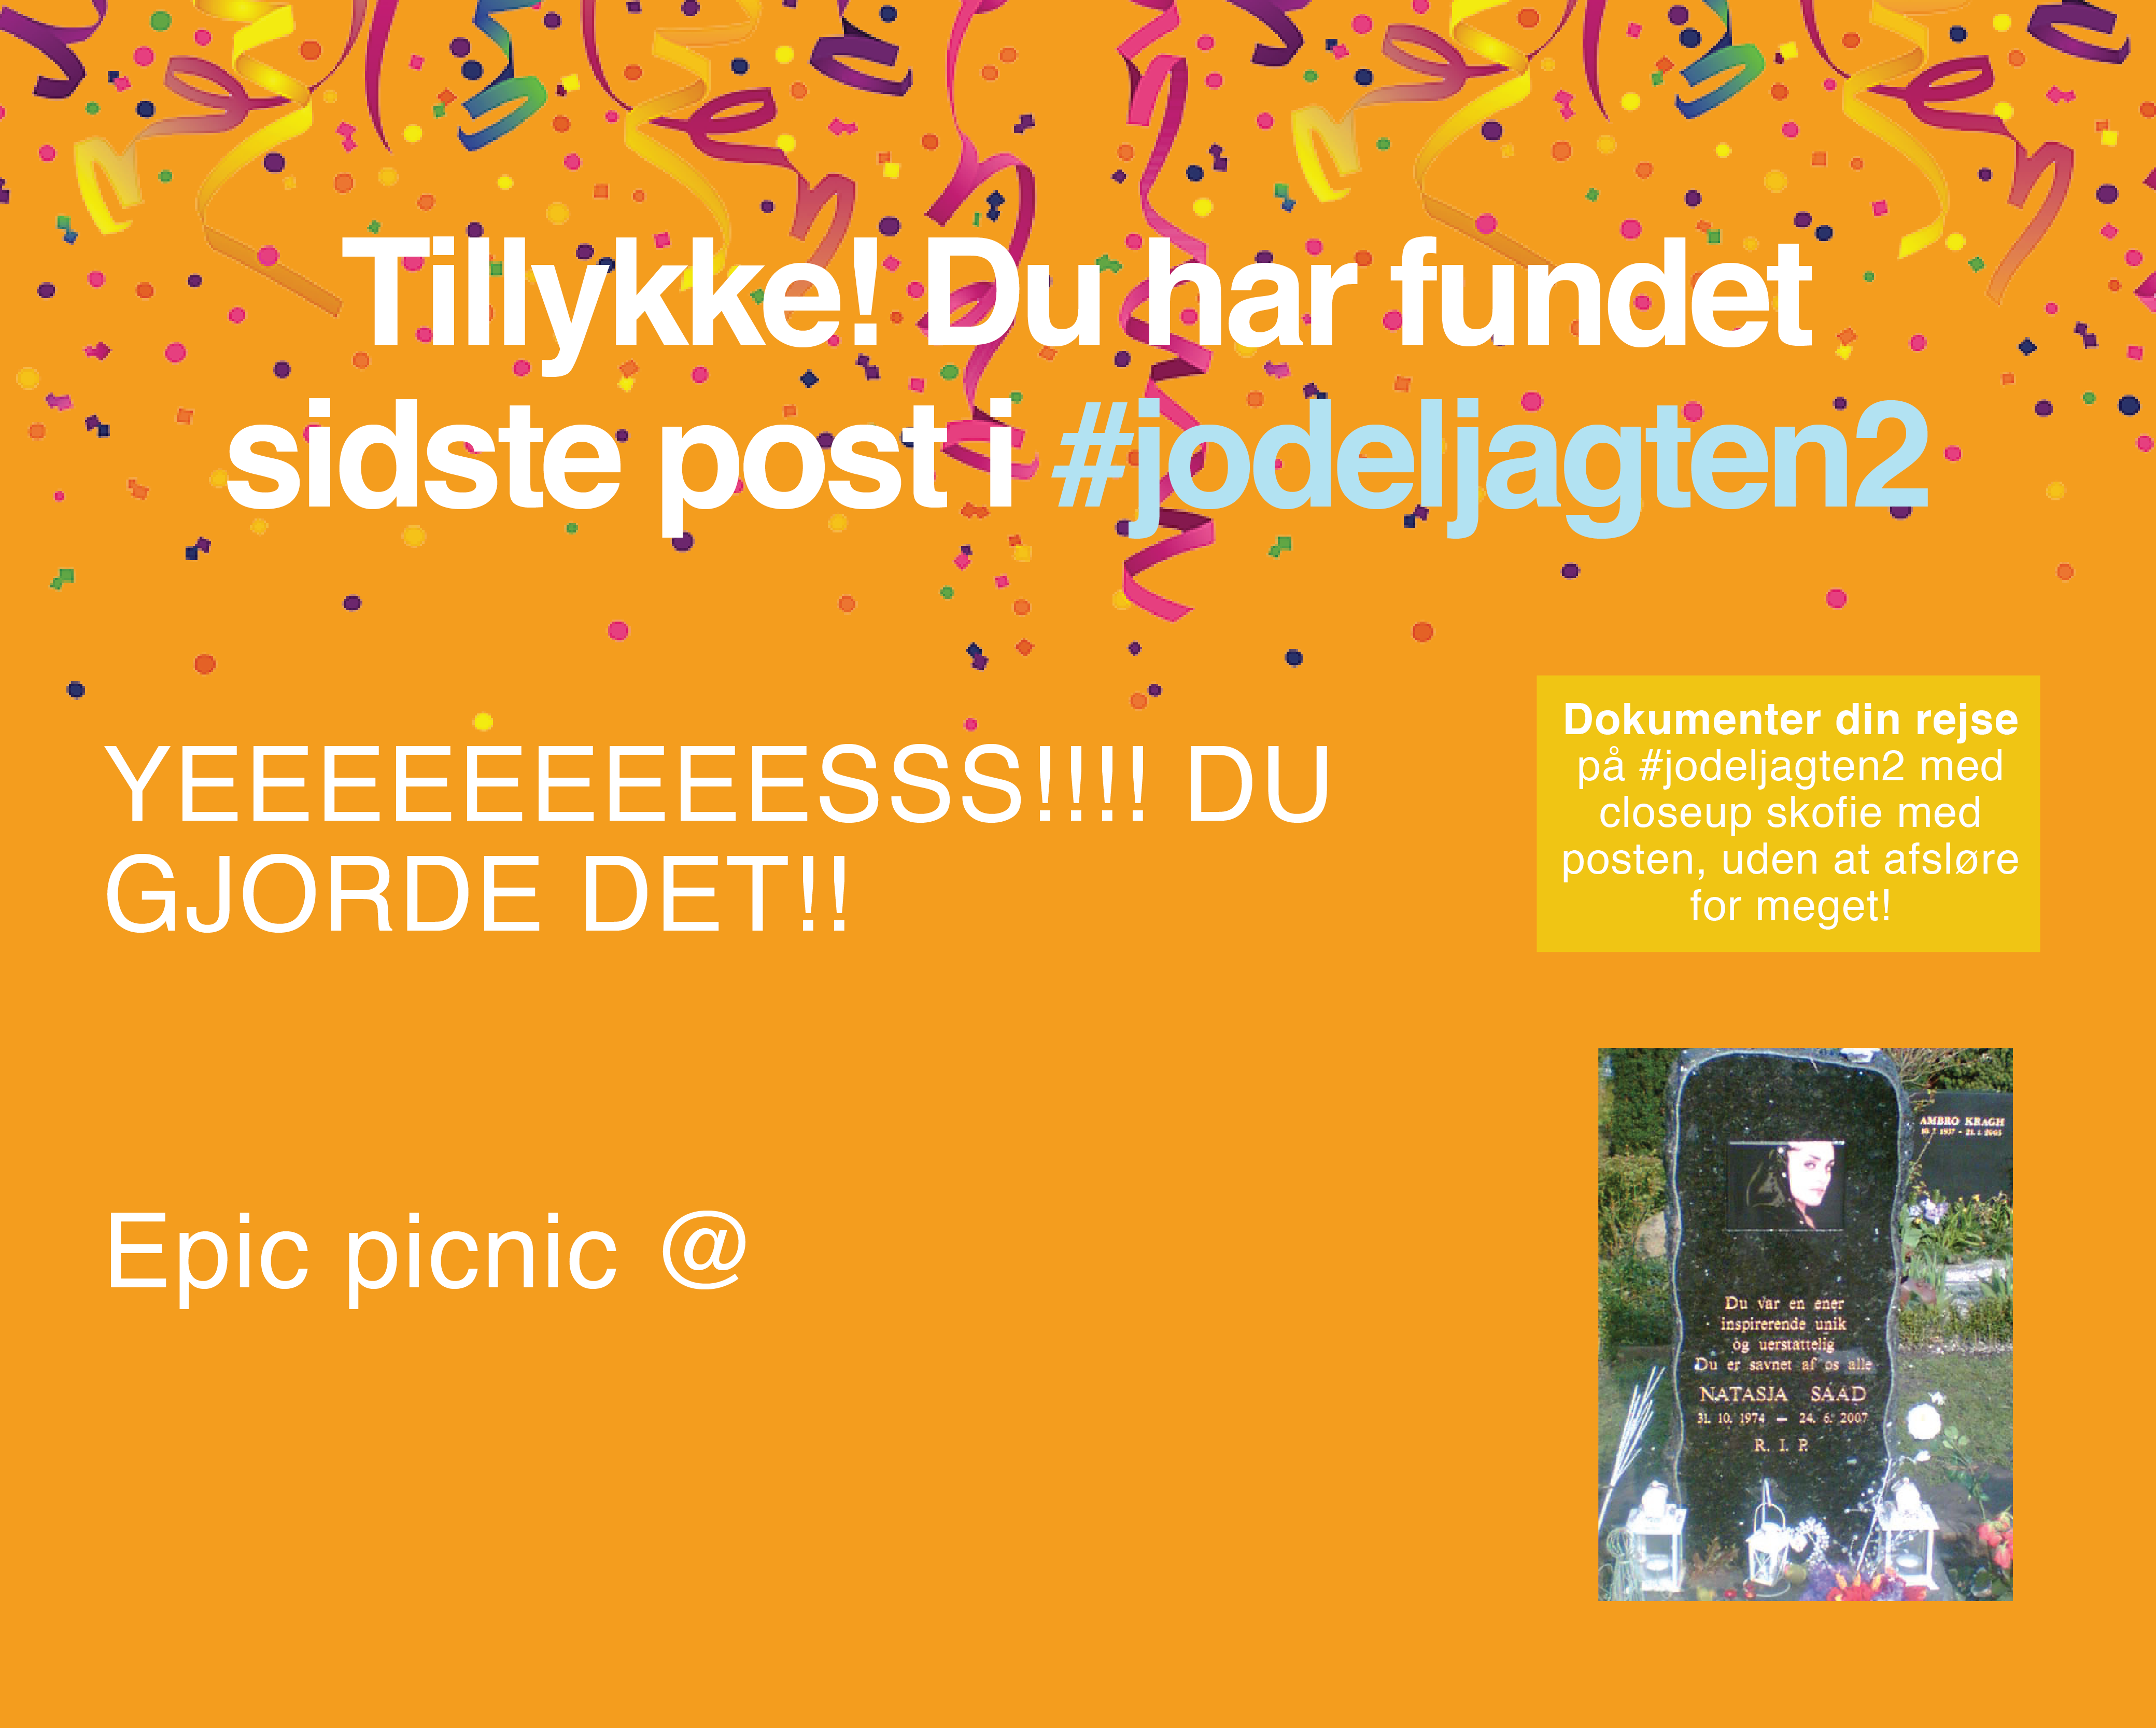 Tillykke! Du har fundet
sidste post i #jodeljagten2
YEEEEEEEEESSS!!!! DU
GJORDE DET!!
Dokumenter din rejse
på #jodeljagten2 med
closeup skofie med
posten, uden at afsløre
for meget!
Epic picnic @
AMBRO KRAGH
Du var en ener
inspirerende unik
og uerstattelig
Du er savnet af os alle
NATASJA SAAD
31. 10. 1974 – 24. 6. 2007
R. I. P.